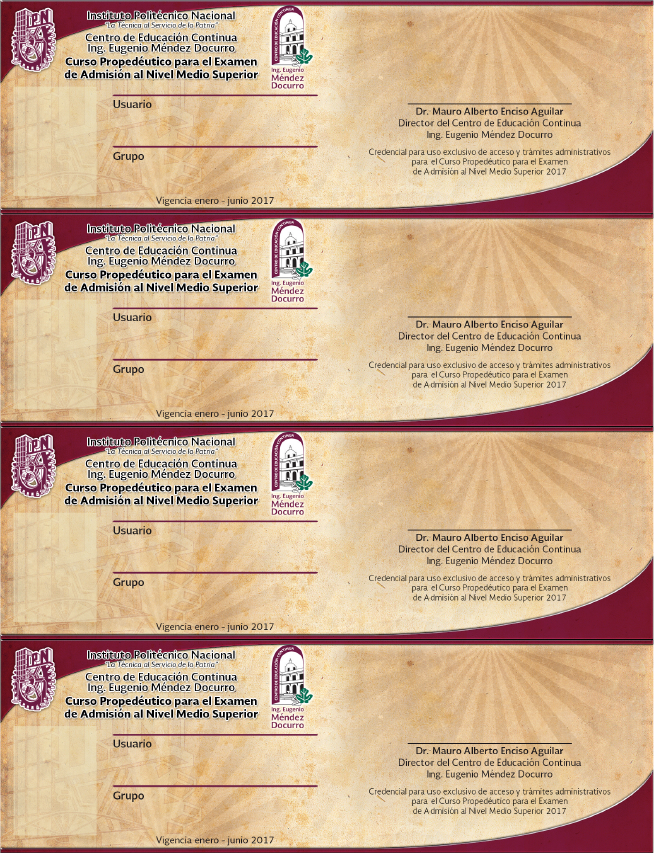 IPN
Instituto Politécnico Nacional
"La Técnica al Servicio de la Patria"
Centro de Educación Continua
Ing. Eugenio Méndez Docurro
Curso Propedéutico para el Examen
de Admisión al Nivel Medio Superior
CENTRO DE EDUCACIÓN CONTINUA
Ing. Eugenio
Méndez
Docurro
Usuario
Grupo
Vigencia enero - junio 2017
Dr. Mauro Alberto Enciso Aguilar
Director del Centro de Educación Continua
Ing. Eugenio Méndez Docurro
Credencial para uso exclusivo de acceso y trámites administrativos
para el Curso Propedéutico para el Examen
de Admisión al Nivel Medio Superior 2017
IPN
Instituto Politécnico Nacional
"La Técnica al Servicio de la Patria"
Centro de Educación Continua
Ing. Eugenio Méndez Docurro
Curso Propedéutico para el Examen
de Admisión al Nivel Medio Superior
CENTRO DE EDUCACIÓN CONTINUA
Ing. Eugenio
Méndez
Docurro
Usuario
Grupo
Vigencia enero - junio 2017
Dr. Mauro Alberto Enciso Aguilar
Director del Centro de Educación Continua
Ing. Eugenio Méndez Docurro
Credencial para uso exclusivo de acceso y trámites administrativos
para el Curso Propedéutico para el Examen
de Admisión al Nivel Medio Superior 2017
IPN
Instituto Politécnico Nacional
"La Técnica al Servicio de la Patria"
Centro de Educación Continua
Ing. Eugenio Méndez Docurro
Curso Propedéutico para el Examen
de Admisión al Nivel Medio Superior
CENTRO DE EDUCACIÓN CONTINUA
Ing. Eugenio
Méndez
Docurro
Usuario
Grupo
Vigencia enero - junio 2017
Dr. Mauro Alberto Enciso Aguilar
Director del Centro de Educación Continua
Ing. Eugenio Méndez Docurro
Credencial para uso exclusivo de acceso y trámites administrativos
para el Curso Propedéutico para el Examen
de Admisión al Nivel Medio Superior 2017
IPN
Instituto Politécnico Nacional
"La Técnica al Servicio de la Patria"
Centro de Educación Continua
Ing. Eugenio Méndez Docurro
Curso Propedéutico para el Examen
de Admisión al Nivel Medio Superior
CENTRO DE EDUCACIÓN CONTINUA
Ing. Eugenio
Méndez
Docurro
Usuario
Grupo
Vigencia enero - junio 2017
Dr. Mauro Alberto Enciso Aguilar
Director del Centro de Educación Continua
Ing. Eugenio Méndez Docurro
Credencial para uso exclusivo de acceso y trámites administrativos
para el Curso Propedéutico para el Examen
de Admisión al Nivel Medio Superior 2017